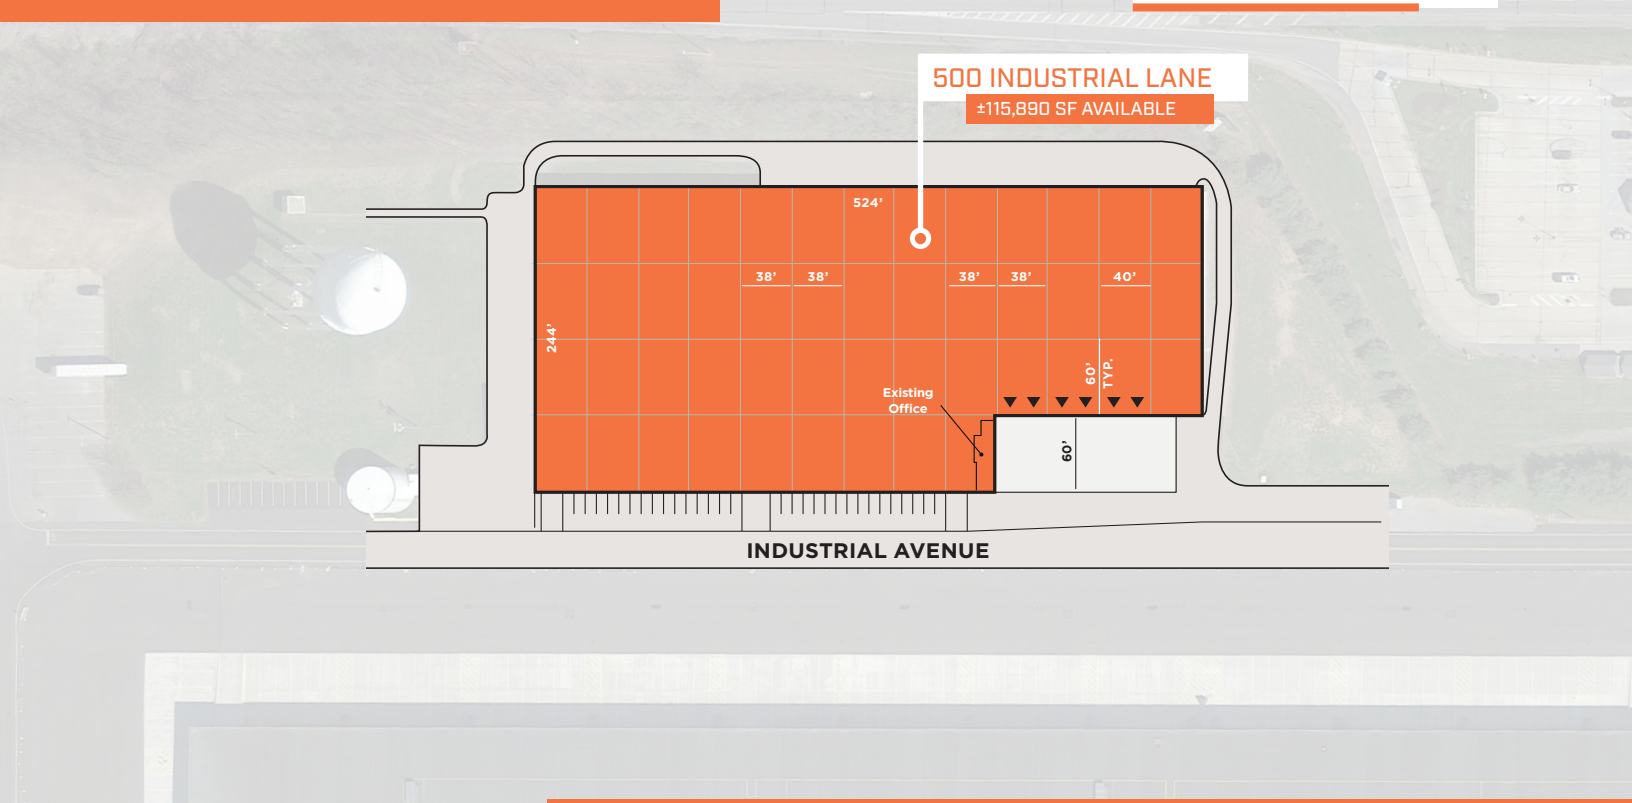 500 INDUSTRIAL LANE
±115,890 SF AVAILABLE
524'
38'
38'
38'
38'
40'
244'
60'
TYP.
Existing
Office
60'
INDUSTRIAL AVENUE